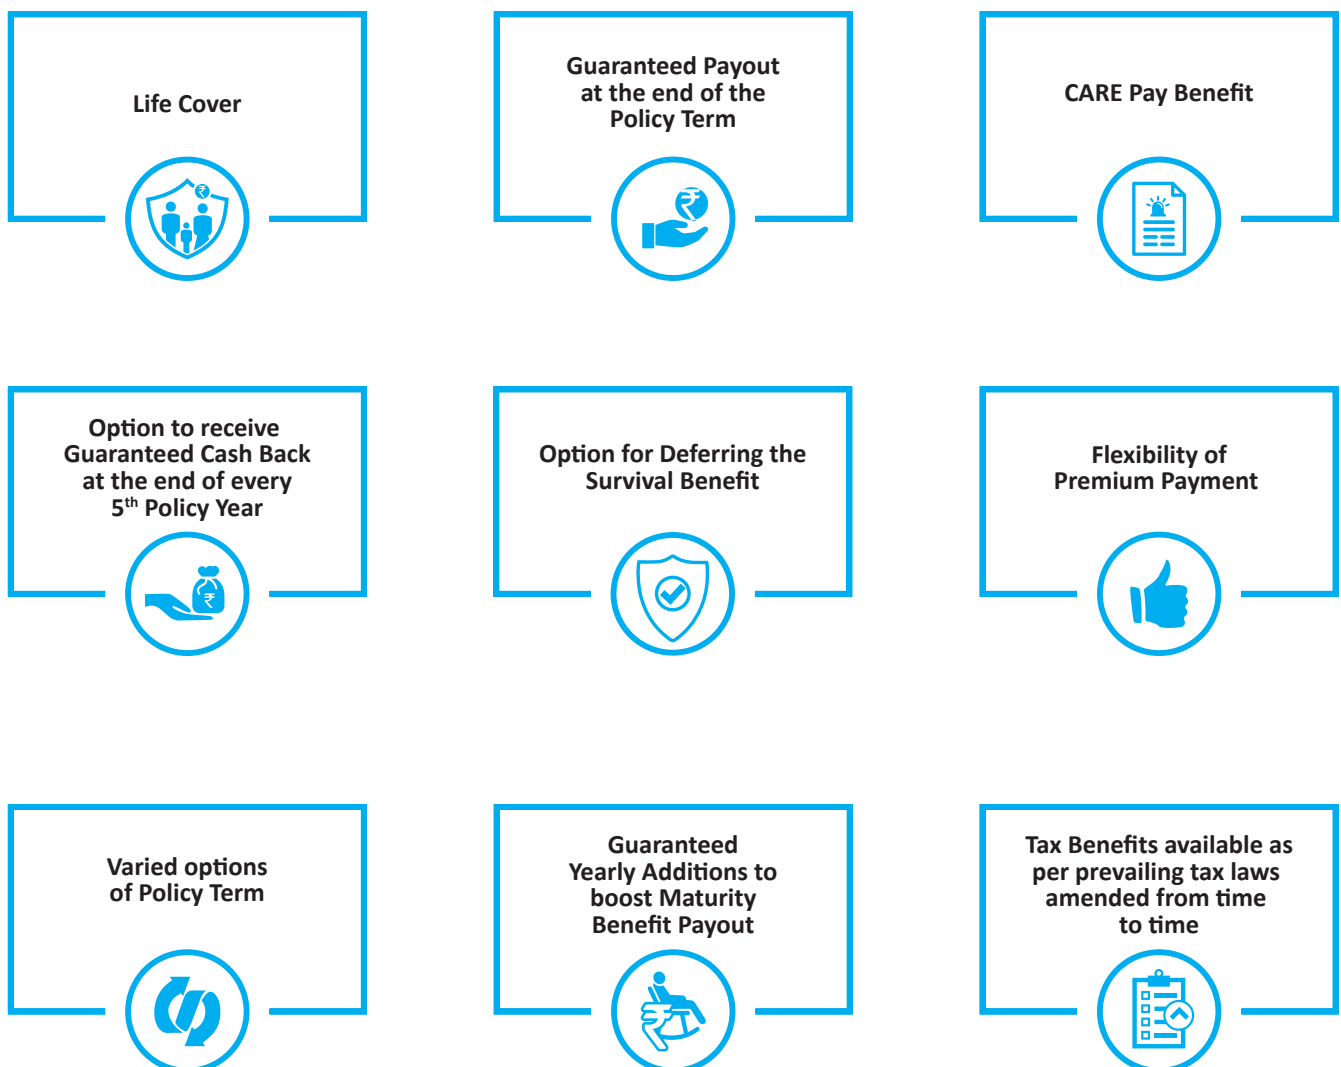 Life Cover
Guaranteed Payout
at the end of the
Policy Term
CARE Pay Benefit
Option to receive
Guaranteed Cash Back
at the end of every
5th Policy Year
Option for Deferring the
Survival Benefit
Flexibility of
Premium Payment
Varied options
of Policy Term
Guaranteed
Yearly Additions to
boost Maturity
Benefit Payout
Tax Benefits available as
per prevailing tax laws
amended from time
to time